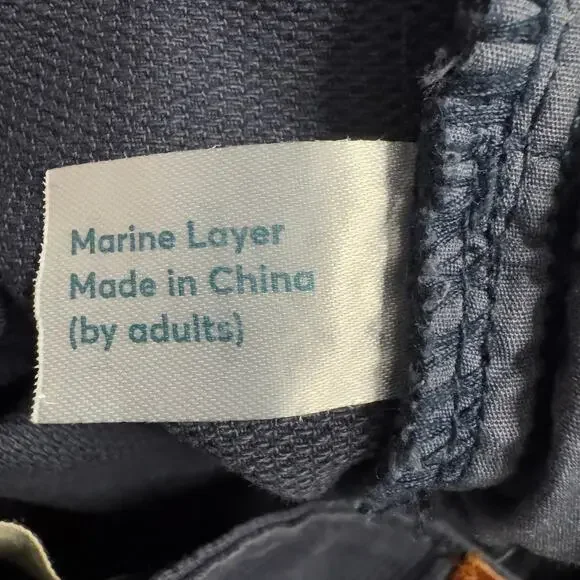 Marine Layer
Made in China
(by adults)